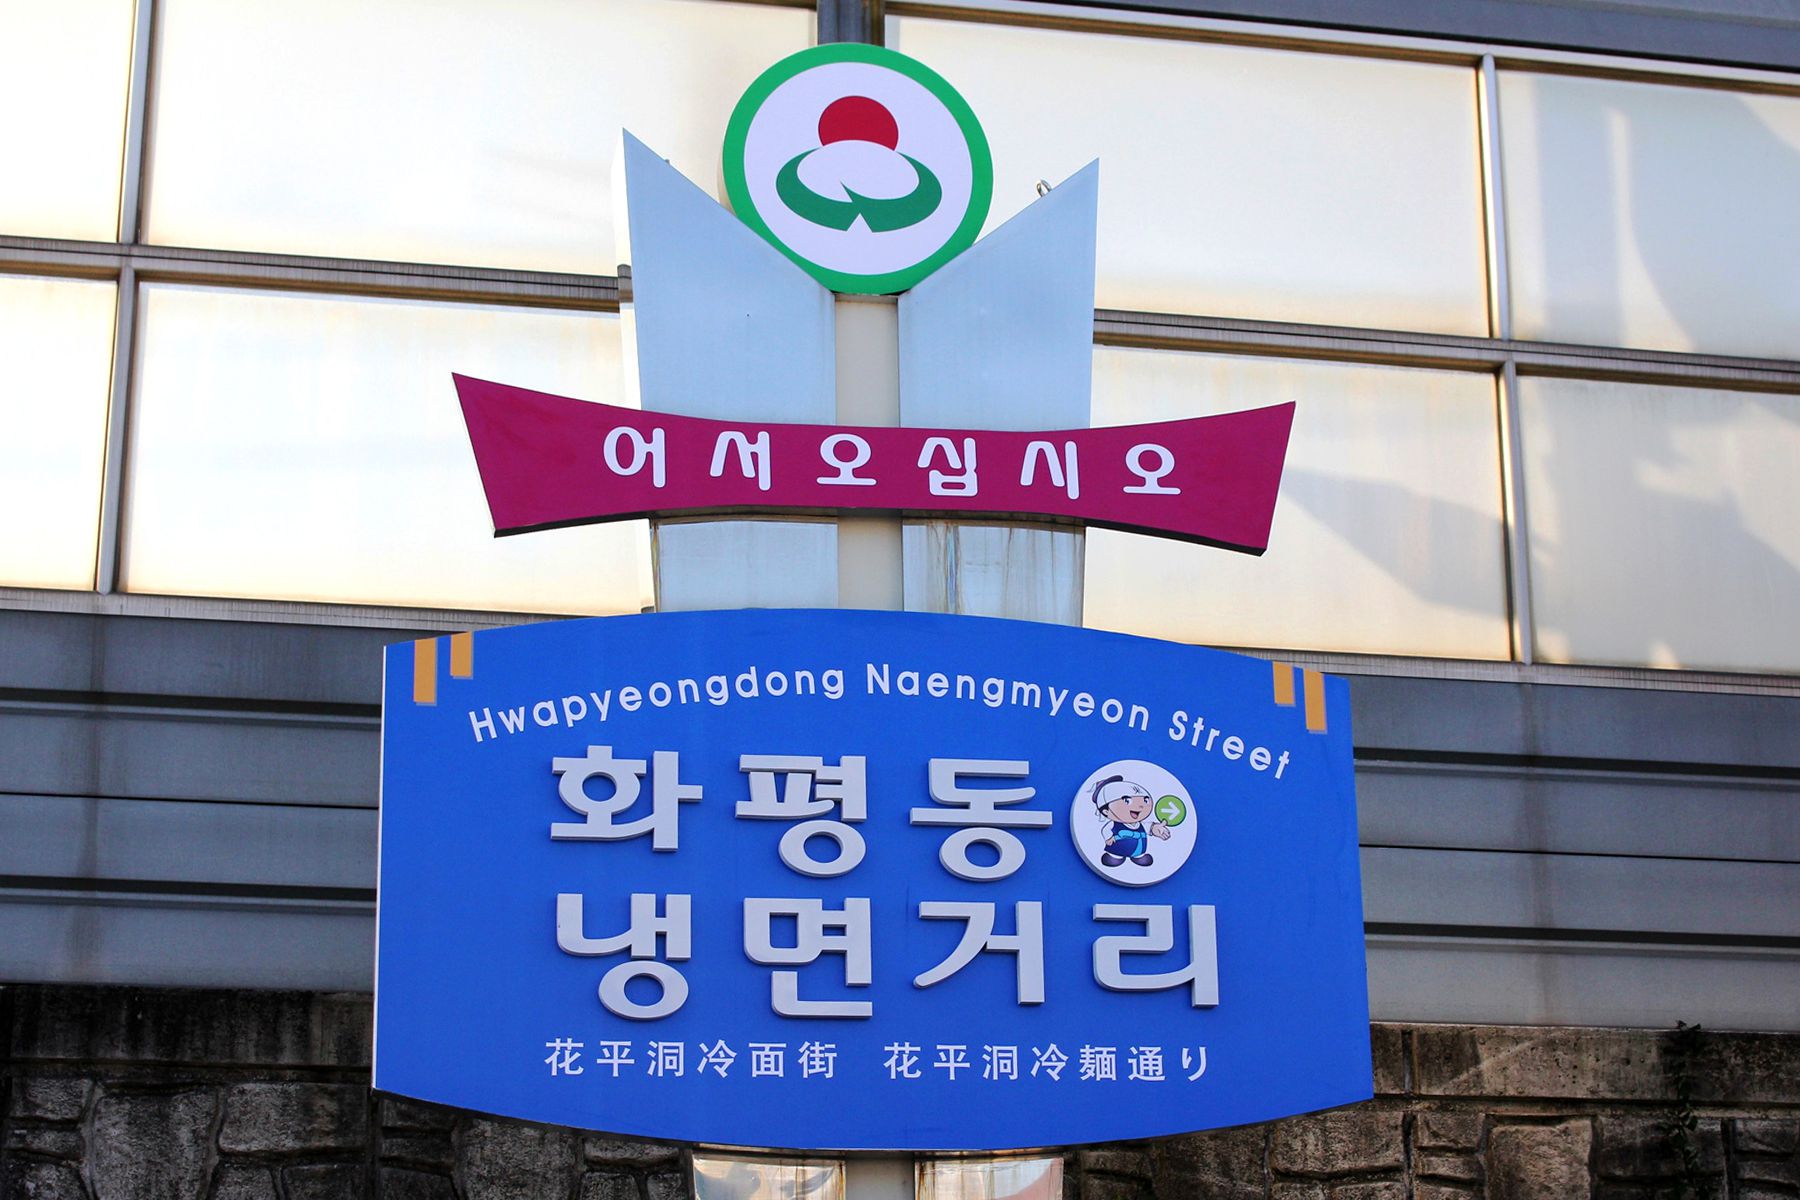 어서오십시오
Hwapyeongdong Naengmyeon Street
화평동
냉면거리
花平洞冷面街 花平洞冷麺通り